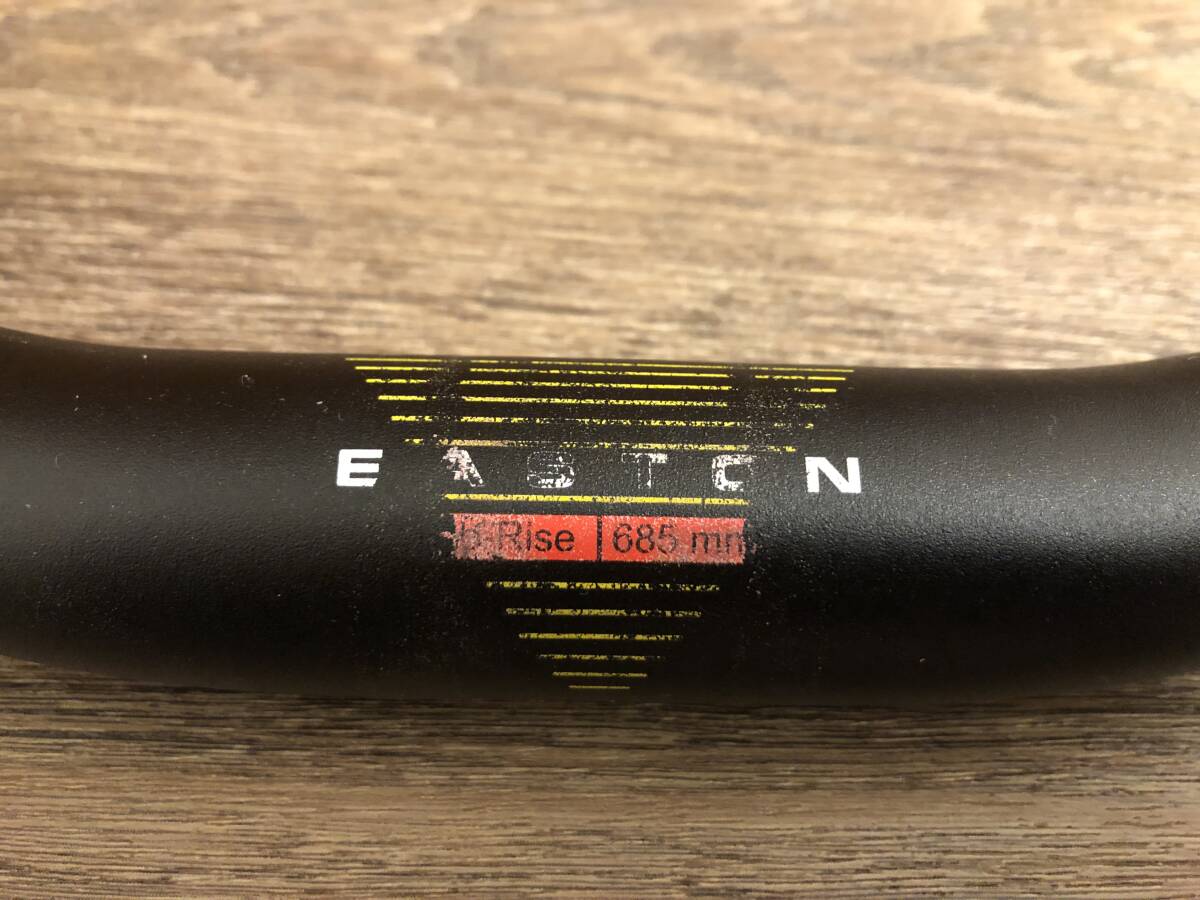 EASTON
Rise | 685 mm